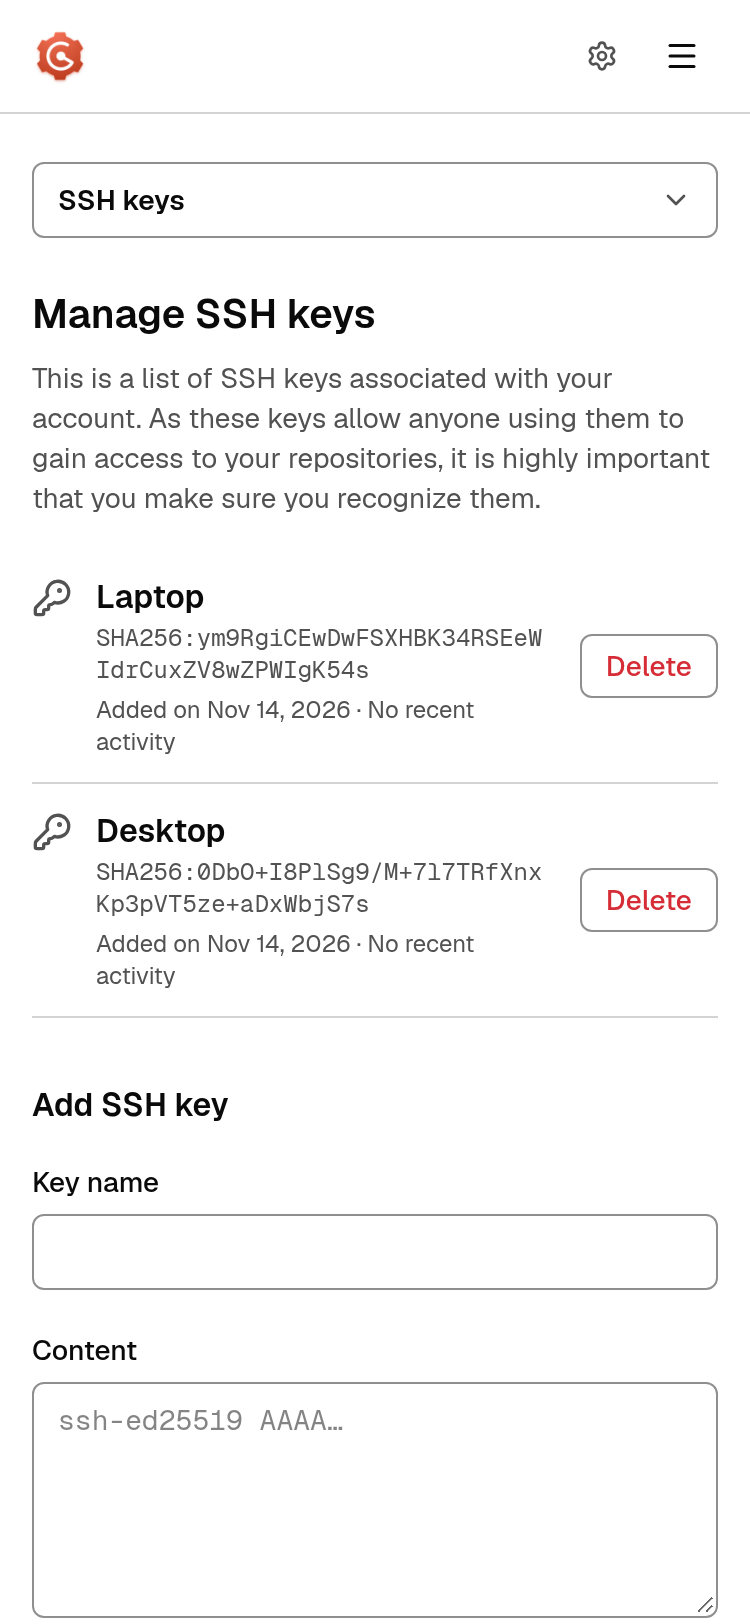 SSH keys
Manage SSH keys
This is a list of SSH keys associated with your
account. As these keys allow anyone using them to
gain access to your repositories, it is highly important
that you make sure you recognize them.
Laptop
SHA256:ym9RgiCEwDwFSXHBK34RSEeW
IdrCuxZV8wZPWIgK54s
Delete
Added on Nov 14, 2026 · No recent
activity
Desktop
SHA256:0DbO+I8PlSg9/M+7l7TRfXnx
Kp3pVT5ze+aDxWbjS7s
Delete
Added on Nov 14, 2026 · No recent
activity
Add SSH key
Key name
Content
ssh-ed25519 AAAA…